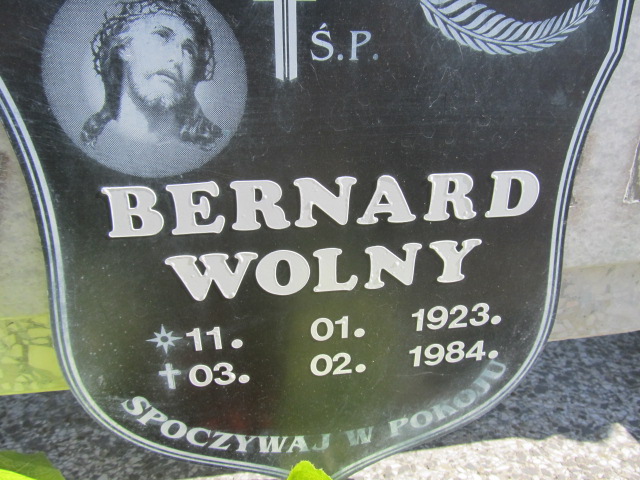 Ś.P.
BERNARD
WOLNY
11. 01. 1923.
03. 02. 1984.
SPOCZYWAJ W POKOJU